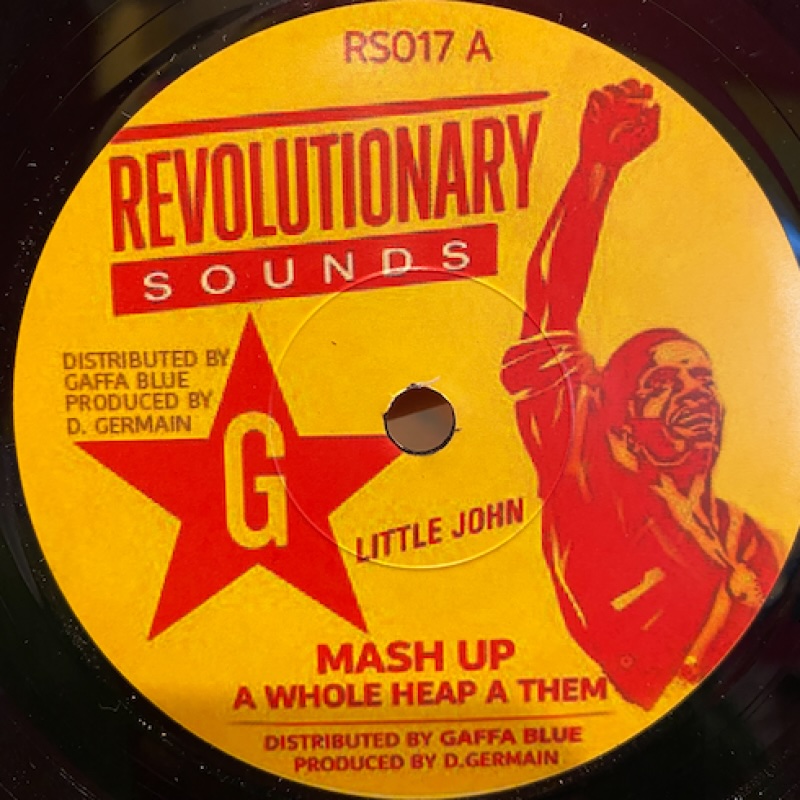 RS017 A
REVOLUTIONARY
SOUNDS
DISTRIBUTED BY
GAFFA BLUE
PRODUCED BY
D. GERMAIN
G
LITTLE JOHN
MASH UP
A WHOLE HEAP A THEM
DISTRIBUTED BY GAFFA BLUE
PRODUCED BY D.GERMAIN